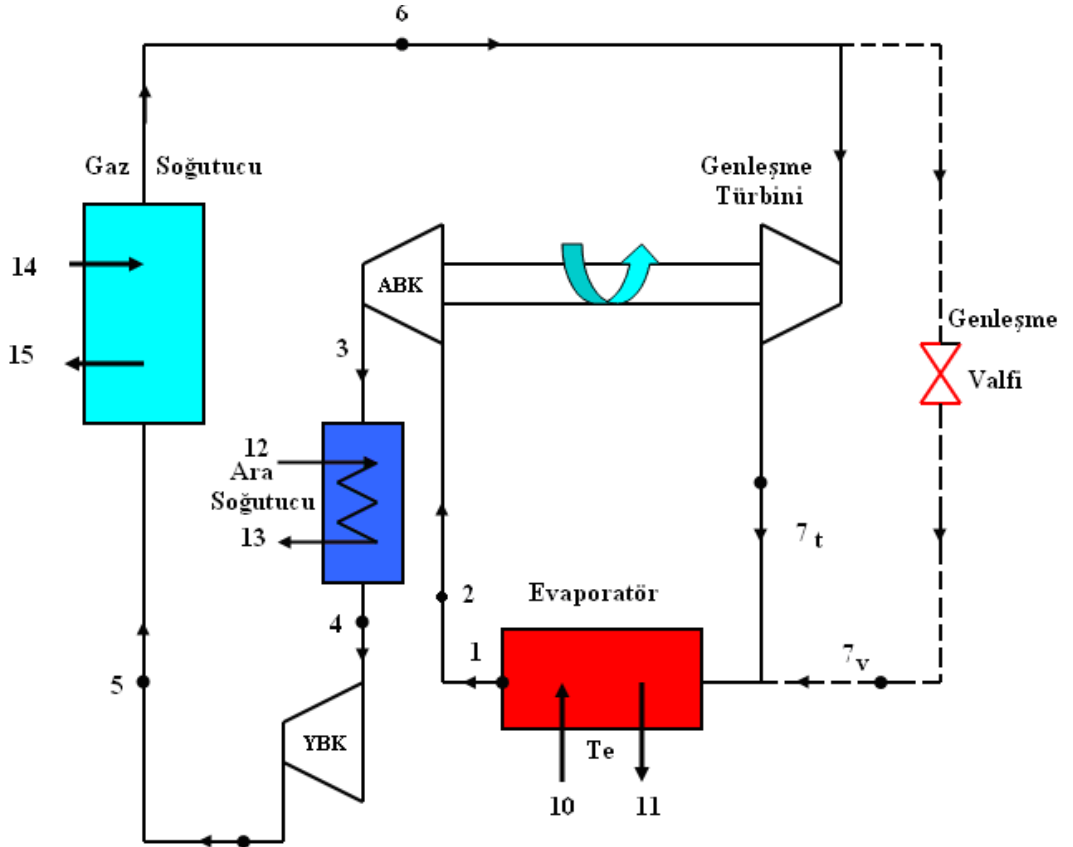 6
Gaz Soğutucu
Genleşme
Türbini
14
ABK
15
3
Genleşme
Valfi
12
Ara
Soğutucu
13
7 t
2
Evaporatör
4
1
7 v
5
YBK
Te
10
11